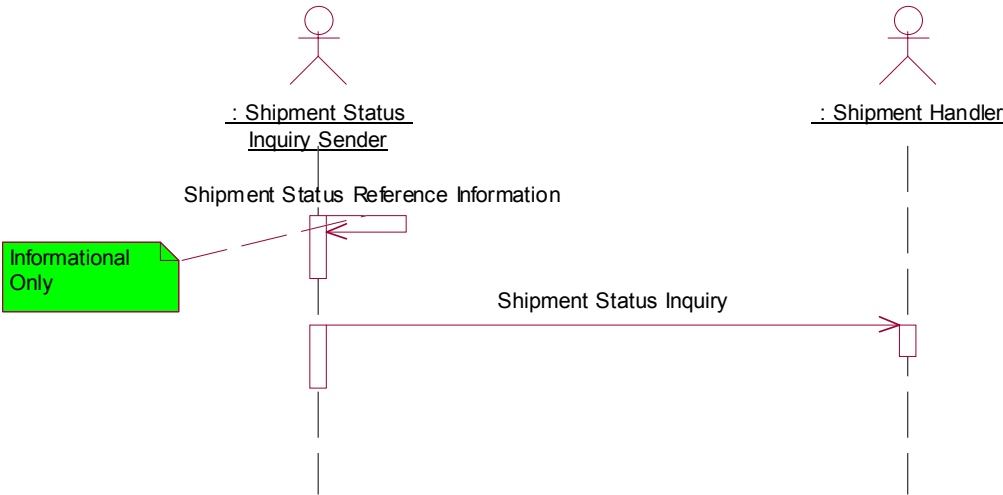 : Shipment Status
Inquiry Sender
: Shipment Handler
Shipment Status Reference Information
Informational
Only
Shipment Status Inquiry